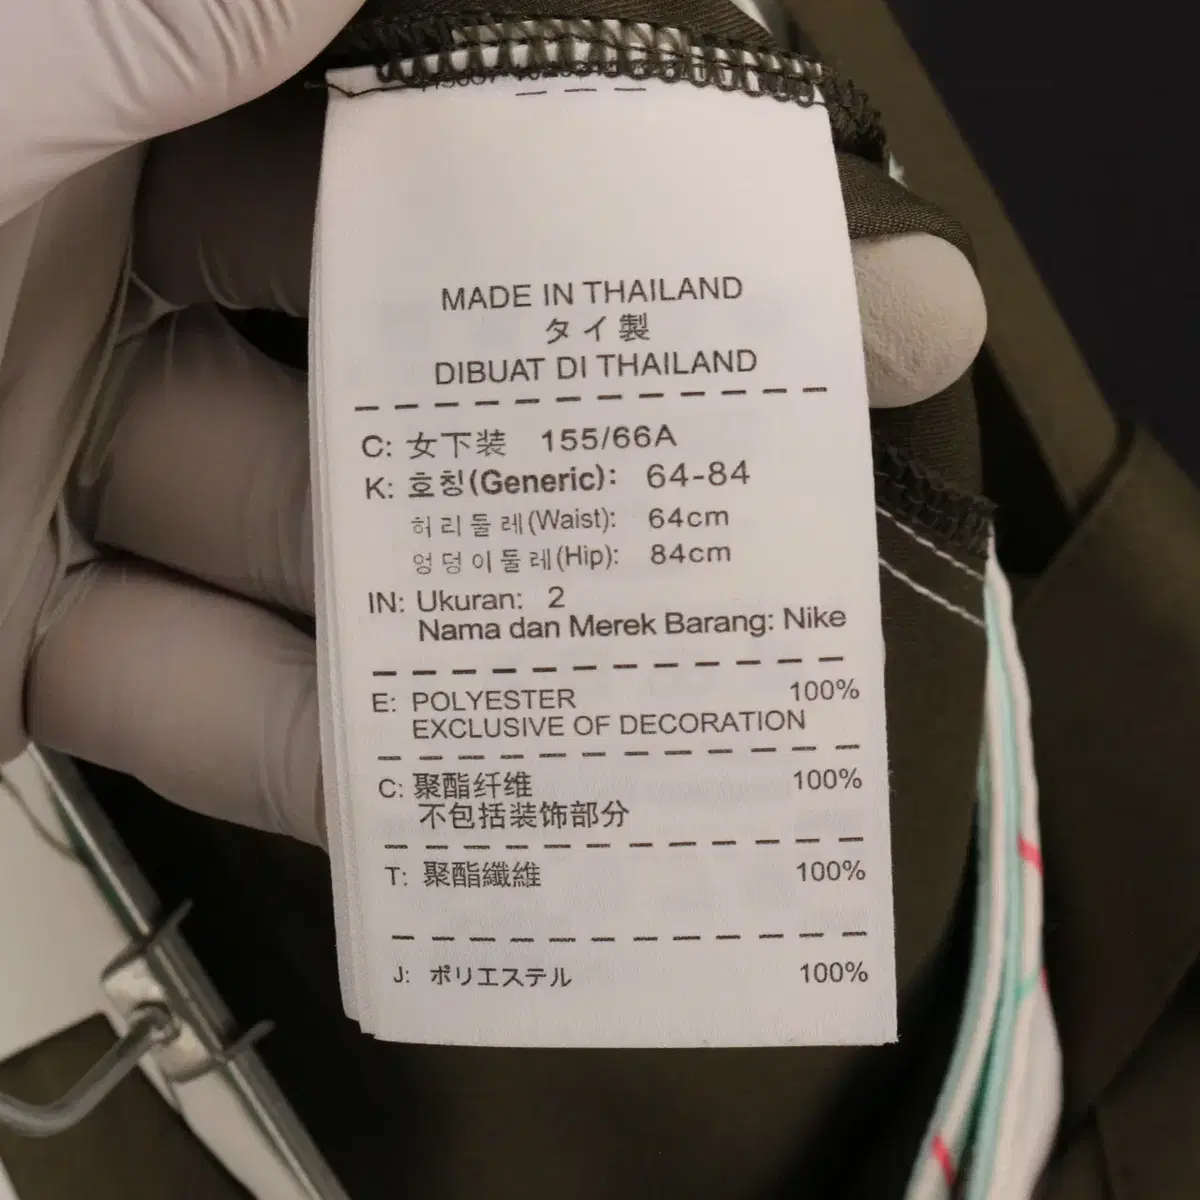 MADE IN THAILAND
タイ製
DIBUAT DI THAILAND
C: 女下装 155/66A
K: 호칭(Generic): 64-84
허리둘레(Waist): 64cm
엉덩이둘레(Hip): 84cm
IN: Ukuran: 2
Nama dan Merek Barang: Nike
E: POLYESTER 100%
EXCLUSIVE OF DECORATION
C: 聚酯纤维 100%
不包括装饰部分
T: 聚酯纖維 100%
J: ポリエステル 100%